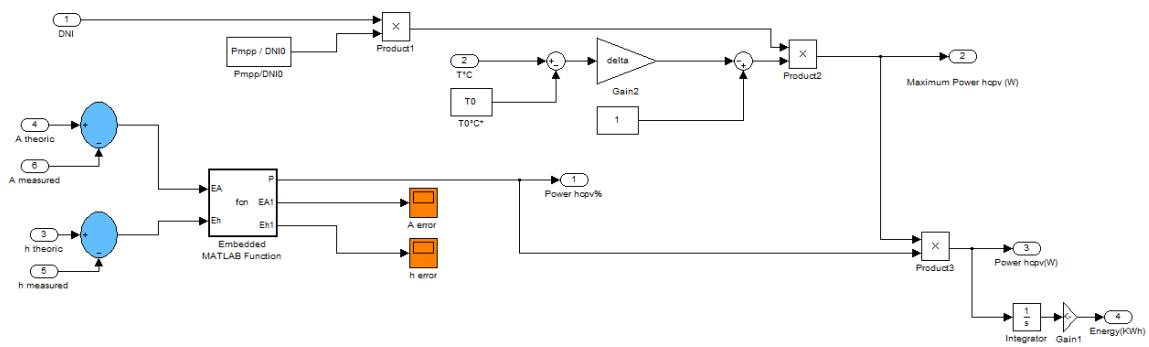 1
DNI
Pmpp / DNI0
Pmpp/DNI0
×
Product1
2
T°C
T0
T0°C*
delta
Gain2
1
×
Product2
2
Maximum Power hcpv (W)
4
A theoric
6
A measured
3
h theoric
5
h measured
EA
Eh
fcn
P
EA1
Eh1
Embedded
MATLAB Function
1
Power hcpv%
A error
h error
×
Product3
3
Power hcpv(W)
1
s
Integrator
Gain1
4
Energy(KWh)